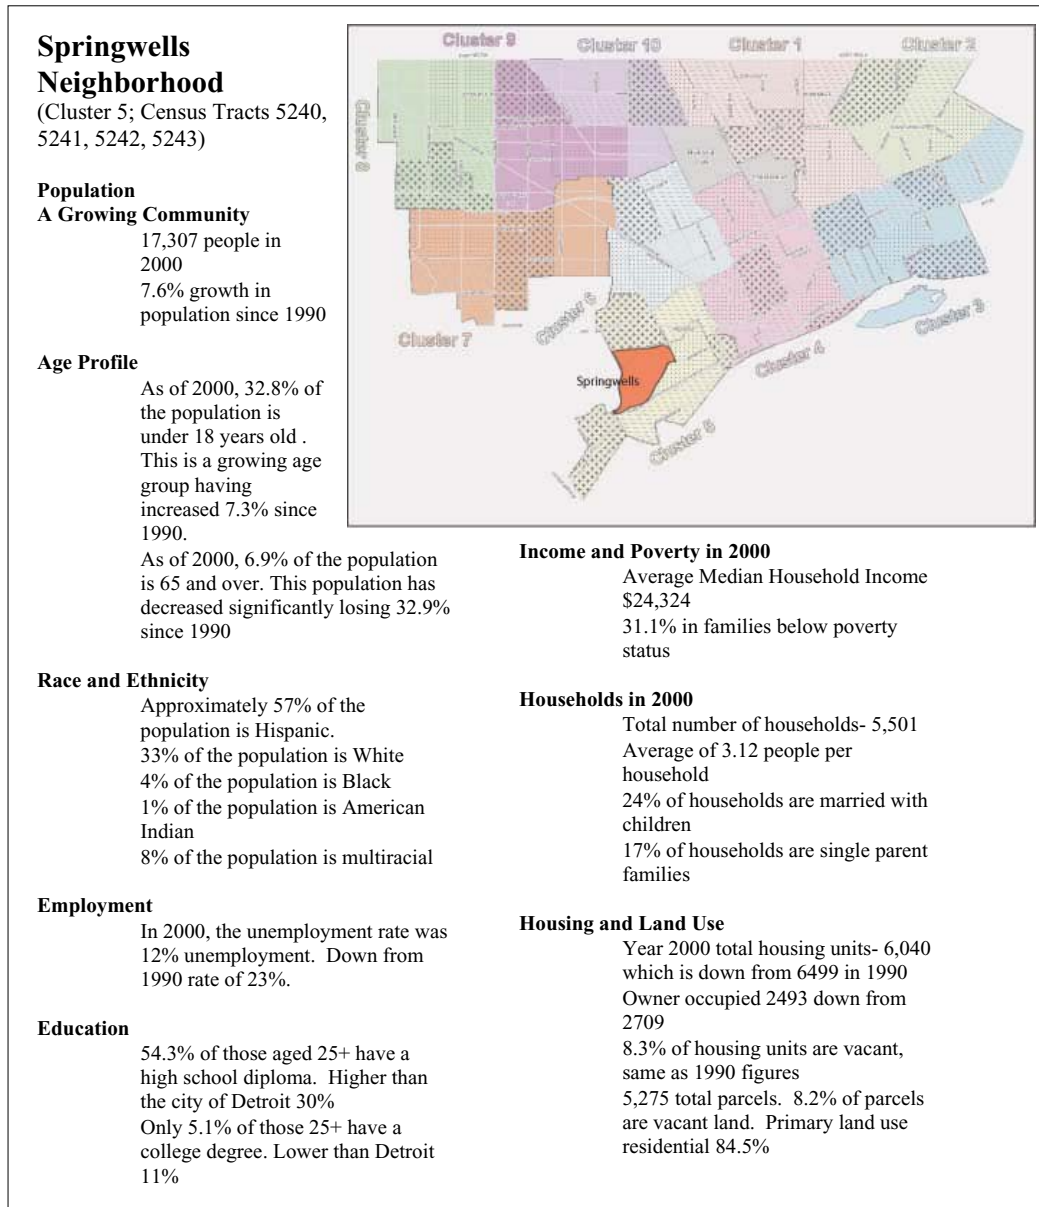 Springwells
Neighborhood
(Cluster 5; Census Tracts 5240,
5241, 5242, 5243)
Population
A Growing Community
17,307 people in
2000
7.6% growth in
population since 1990
Age Profile
As of 2000, 32.8% of
the population is
under 18 years old .
This is a growing age
group having
increased 7.3% since
1990.
As of 2000, 6.9% of the population
is 65 and over. This population has
decreased significantly losing 32.9%
since 1990
Race and Ethnicity
Approximately 57% of the
population is Hispanic.
33% of the population is White
4% of the population is Black
1% of the population is American
Indian
8% of the population is multiracial
Employment
In 2000, the unemployment rate was
12% unemployment.  Down from
1990 rate of 23%.
Education
54.3% of those aged 25+ have a
high school diploma.  Higher than
the city of Detroit 30%
Only 5.1% of those 25+ have a
college degree. Lower than Detroit
11%
Cluster 9
Cluster 10
Cluster 1
Cluster 2
Cluster 8
Cluster 6
Cluster 3
Cluster 7
Cluster 4
Springwells
Cluster 5
Income and Poverty in 2000
Average Median Household Income
$24,324
31.1% in families below poverty
status
Households in 2000
Total number of households- 5,501
Average of 3.12 people per
household
24% of households are married with
children
17% of households are single parent
families
Housing and Land Use
Year 2000 total housing units- 6,040
which is down from 6499 in 1990
Owner occupied 2493 down from
2709
8.3% of housing units are vacant,
same as 1990 figures
5,275 total parcels.  8.2% of parcels
are vacant land.  Primary land use
residential 84.5%